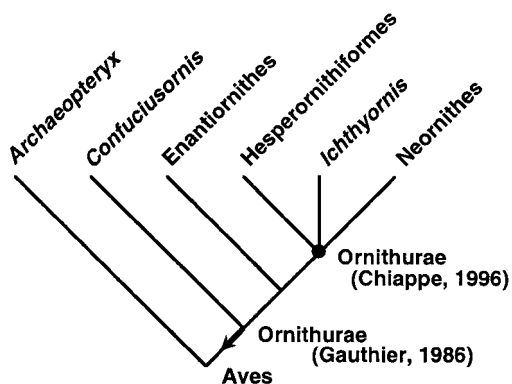 Archaeopteryx
Confuciusornis
Enantiornithes
Hesperornithiformes
Ichthyornis
Neornithes
Ornithurae
(Chiappe, 1996)
Ornithurae
(Gauthier, 1986)
Aves